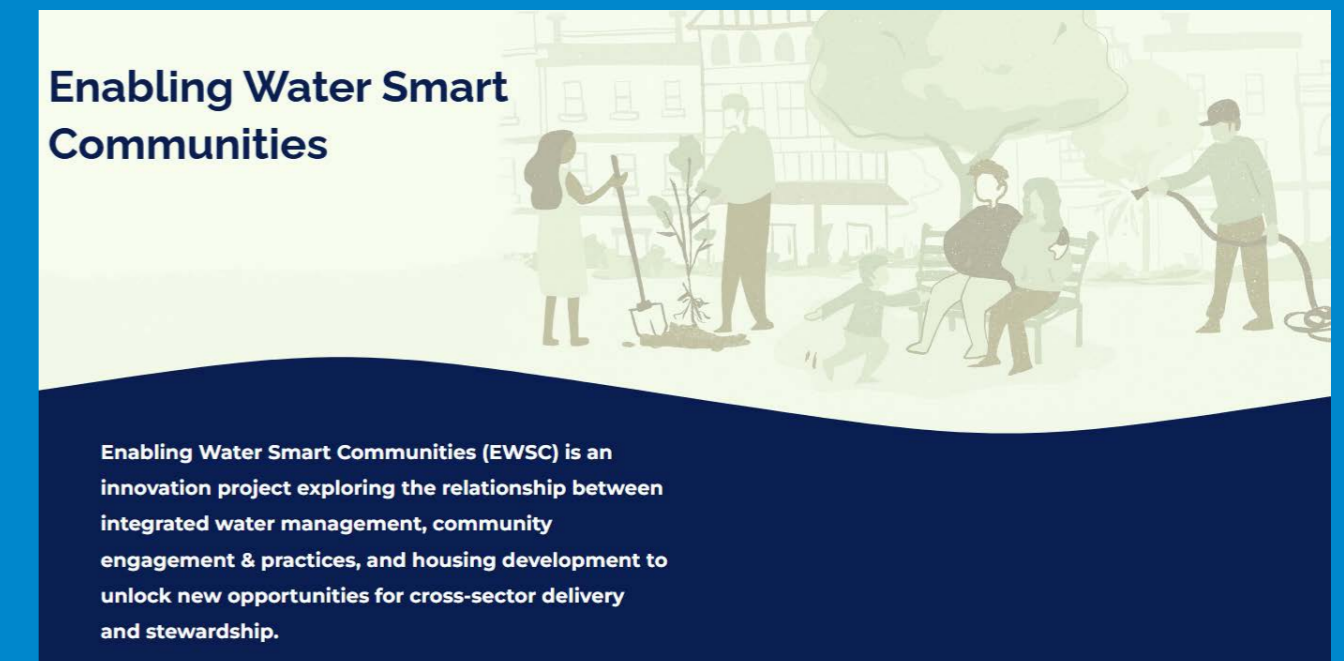 Enabling Water Smart
Communities
Enabling Water Smart Communities (EWSC) is an
innovation project exploring the relationship between
integrated water management, community
engagement & practices, and housing development to
unlock new opportunities for cross-sector delivery
and stewardship.